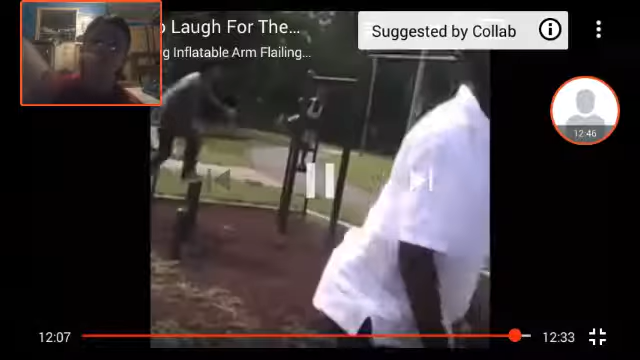 o Laugh For The...
g Inflatable Arm Flailing...
Suggested by Collab
12:46
12:07
12:33